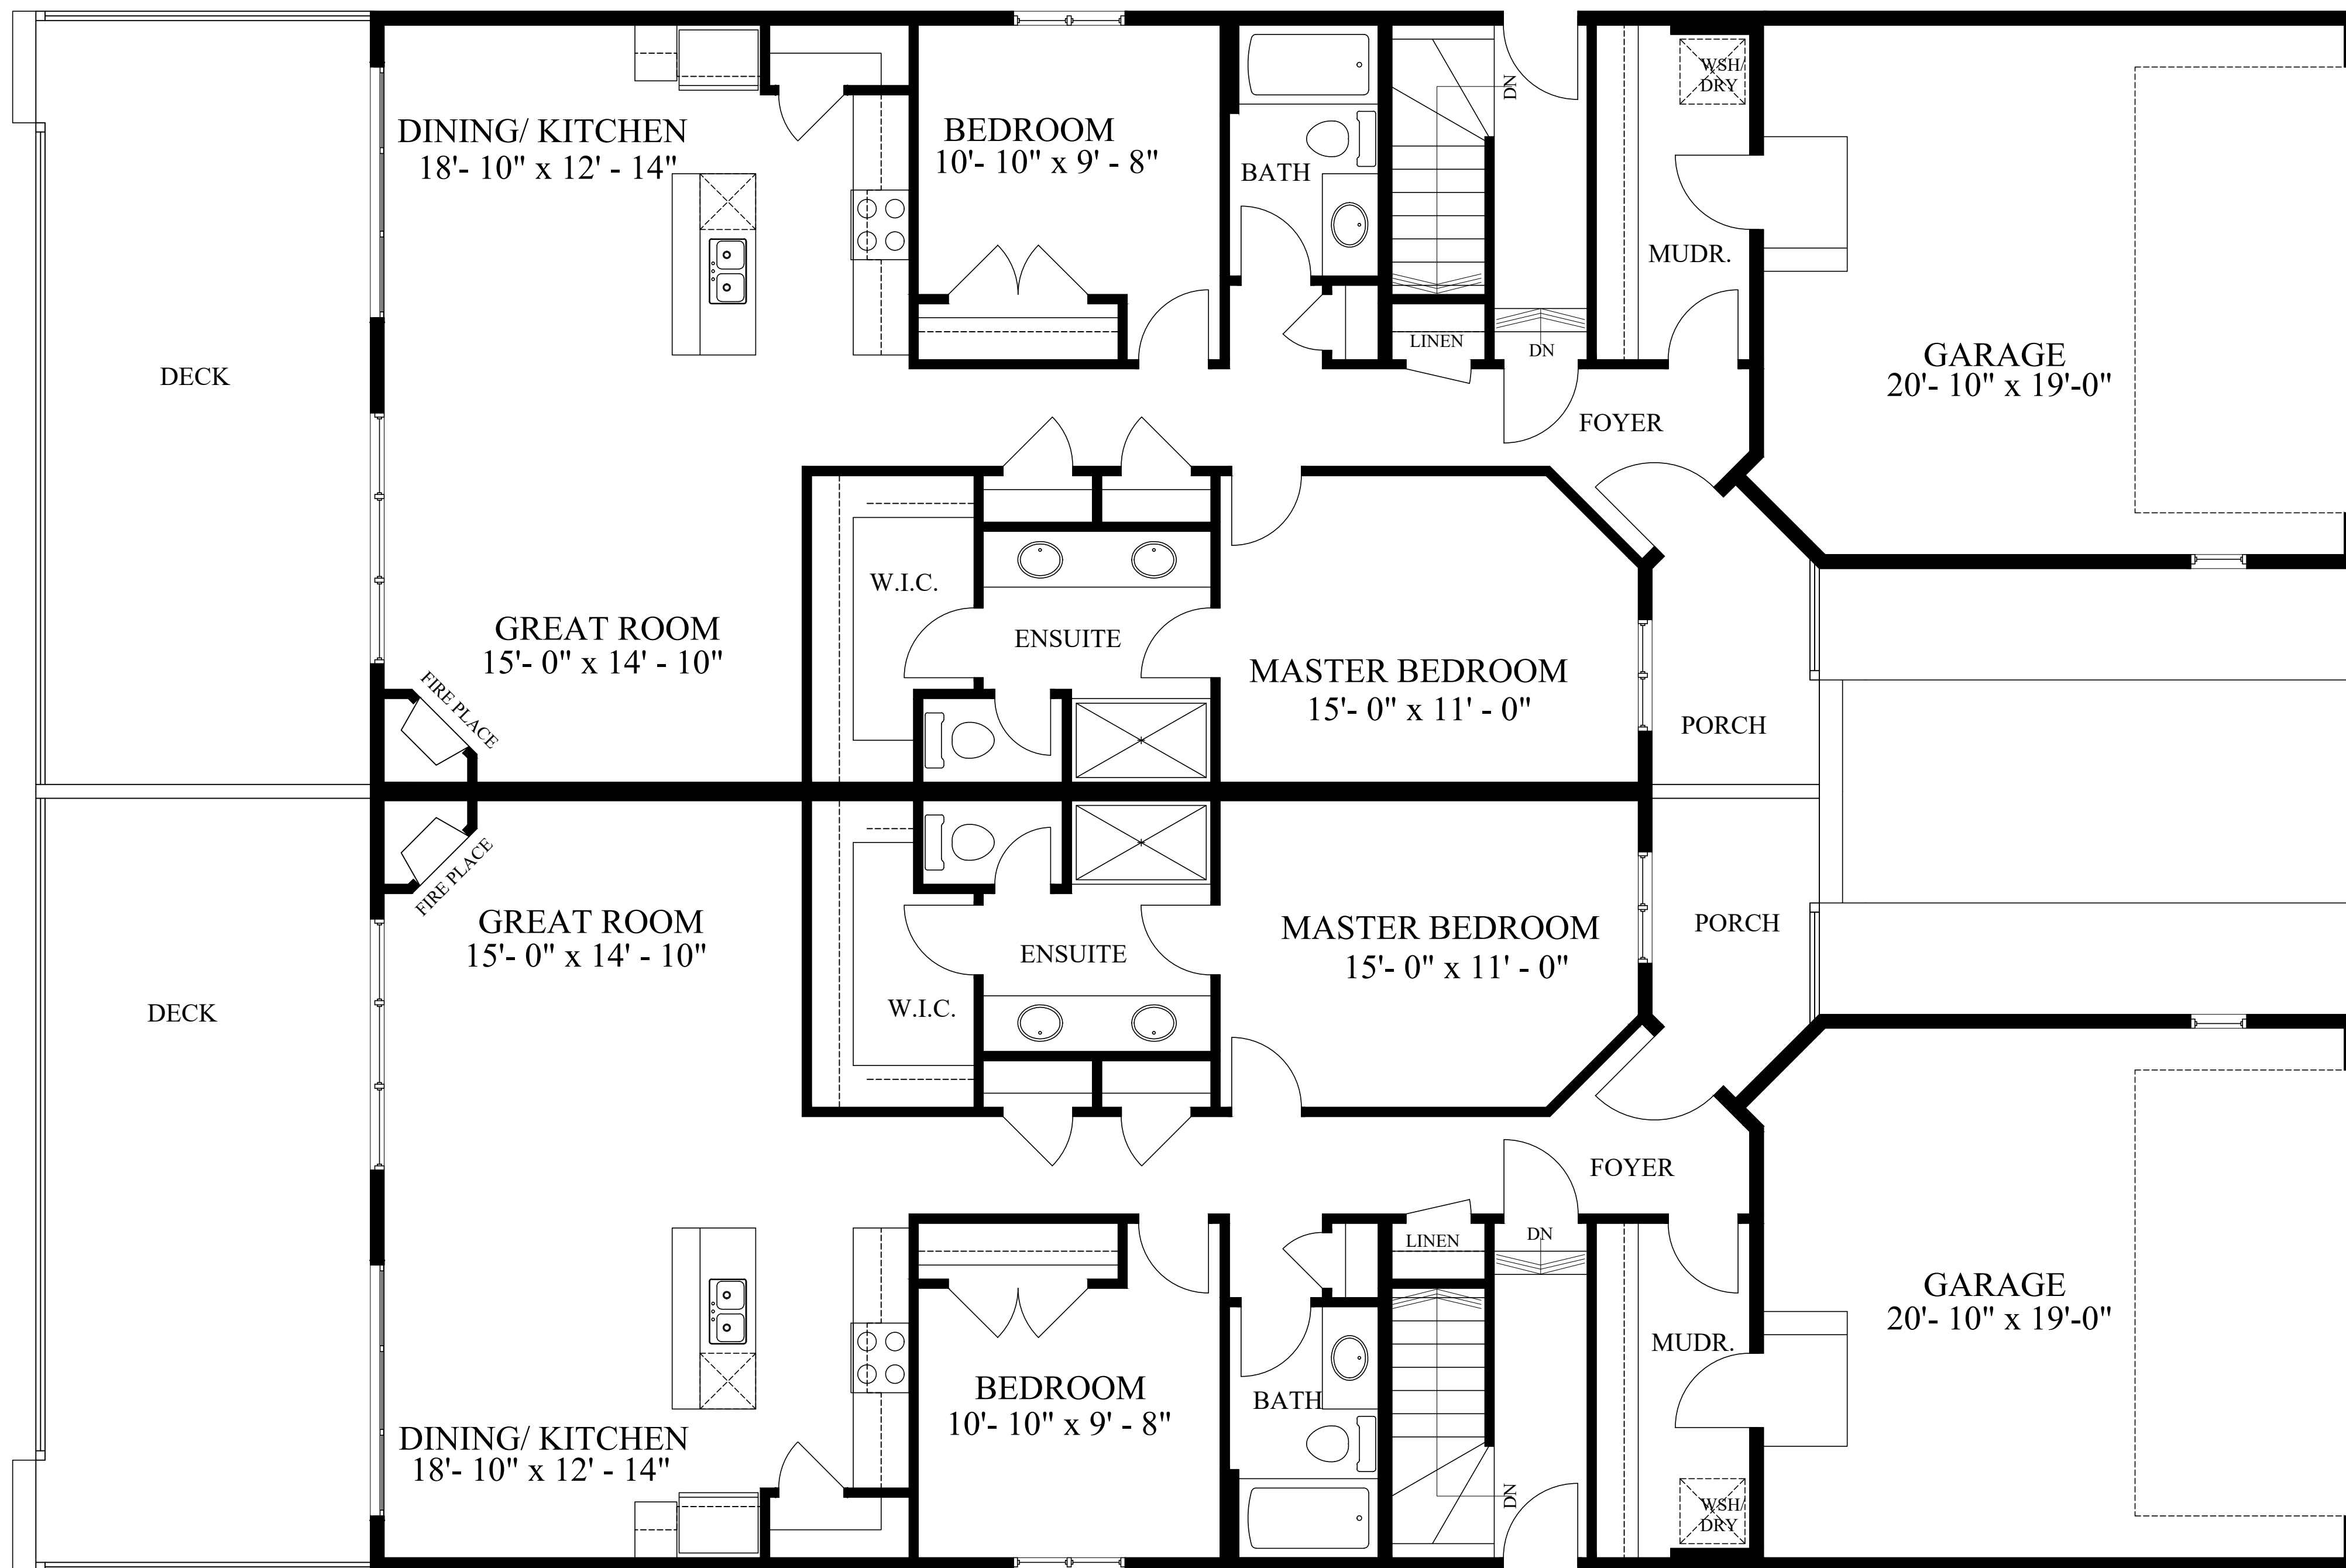 WSH/
DRY
DN
DINING/ KITCHEN
18'- 10" x 12' - 14"
BEDROOM
10'- 10" x 9' - 8"
BATH
MUDR.
LINEN
DN
GARAGE
20'- 10" x 19'-0"
DECK
FOYER
W.I.C.
GREAT ROOM
15'- 0" x 14' - 10"
ENSUITE
MASTER BEDROOM
15'- 0" x 11' - 0"
FIRE PLACE
PORCH
FIRE PLACE
GREAT ROOM
15'- 0" x 14' - 10"
ENSUITE
MASTER BEDROOM
15'- 0" x 11' - 0"
PORCH
DECK
W.I.C.
FOYER
LINEN
DN
GARAGE
20'- 10" x 19'-0"
MUDR.
BEDROOM
10'- 10" x 9' - 8"
BATH
DINING/ KITCHEN
18'- 10" x 12' - 14"
DN
WSH/
DRY